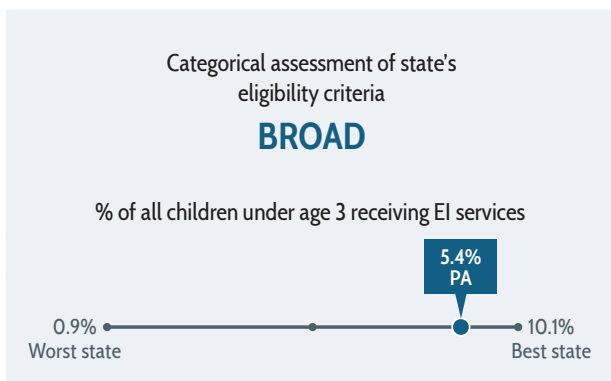 Categorical assessment of state’s
eligibility criteria
BROAD
% of all children under age 3 receiving EI services
5.4%
PA
0.9%
Worst state
10.1%
Best state